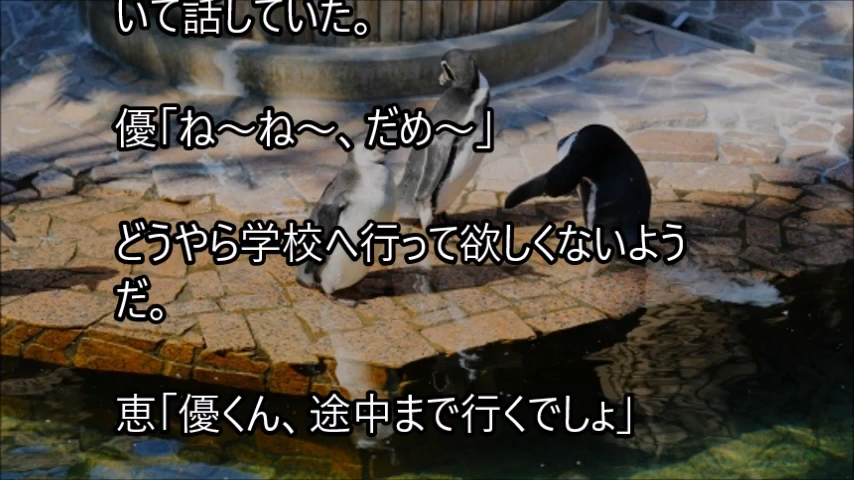 いて話していた。
優「ね～ね～、だめ～」
どうやら学校へ行って欲しくないよう
だ。
恵「優くん、途中まで行くでしょ」